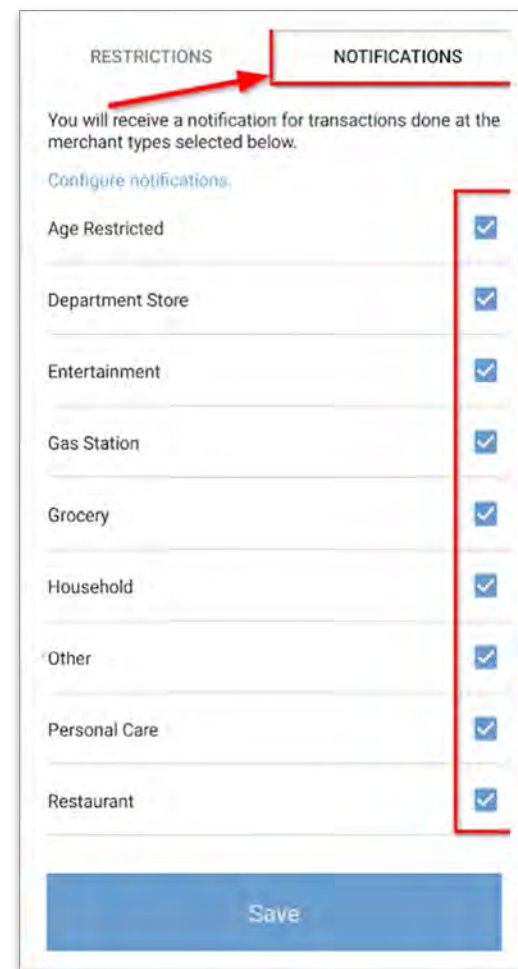 RESTRICTIONS NOTIFICATIONS
You will receive a notification for transactions done at the
merchant types selected below.
Configure notifications.
Age Restricted
Department Store
Entertainment
Gas Station
Grocery
Household
Other
Personal Care
Restaurant
Save